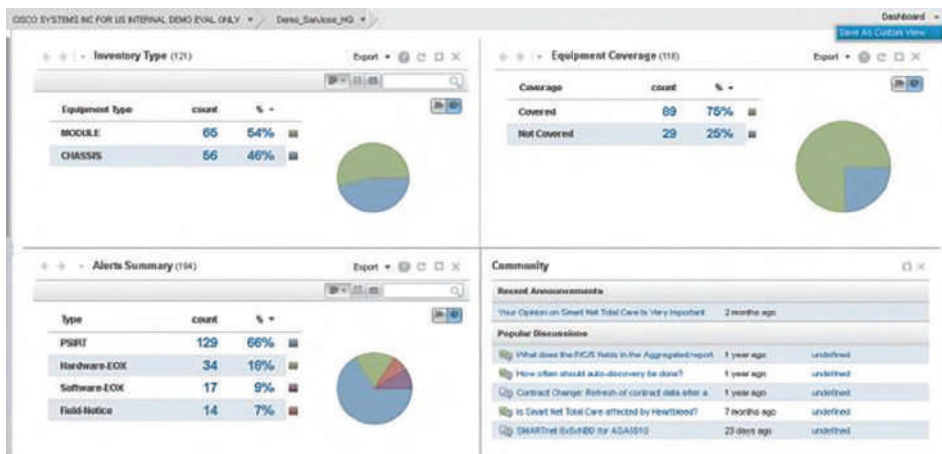 CISCO SYSTEMS INC FOR US INTERNAL DEMO EVAL ONLY
Demo_SanJose_HQ
Dashboard
Save As Custom View
Inventory Type (121)
Export
Equipment Type count %
MODULE 65 54%
CHASSIS 56 46%
Equipment Coverage (118)
Export
Coverage count %
Covered 89 75%
Not Covered 29 25%
Alerts Summary (194)
Export
Type count %
PSIRT 129 66%
Hardware-EOX 34 18%
Software-EOX 17 9%
Field-Notice 14 7%
Community
Recent Announcements
Your Opinion on Smart Net Total Care Is Very Important 2 months ago
Popular Discussions
What does the P/C/S fields in the Aggregated report 1 year ago undefined
How often should auto-discovery be done? 1 year ago undefined
Contract Change: Refresh of contract data after a 1 year ago undefined
Is Smart Net Total Care affected by Heartbleed? 7 months ago undefined
SMARTnet 8x5xNBD for ASA5510 23 days ago undefined